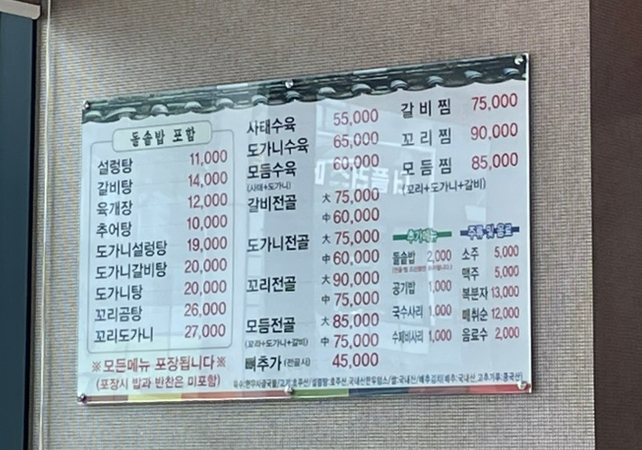 돌솥밥 포함
설렁탕 11,000
갈비탕 14,000
육개장 12,000
추어탕 10,000
도가니설렁탕 19,000
도가니갈비탕 20,000
도가니탕 20,000
꼬리곰탕 26,000
꼬리도가니 27,000
※모든메뉴 포장됩니다※
(포장시 밥과 반찬은 미포함)
사태수육 55,000
도가니수육 65,000
모듬수육 60,000
(사태+도가니)
갈비전골 大 75,000
中 60,000
도가니전골 大 75,000
中 60,000
꼬리전골 大 90,000
中 75,000
모듬전골 大 85,000
(꼬리+도가니+갈비) 中 75,000
뼈추가 (전골시) 45,000
갈비찜 75,000
꼬리찜 90,000
모듬찜 85,000
(꼬리+도가니+갈비)
추가메뉴
돌솥밥 2,000
공기밥 1,000
국수사리 1,000
수제비사리 1,000
주류 및 음료
소주 5,000
맥주 5,000
복분자 13,000
매취순 12,000
음료수 2,000